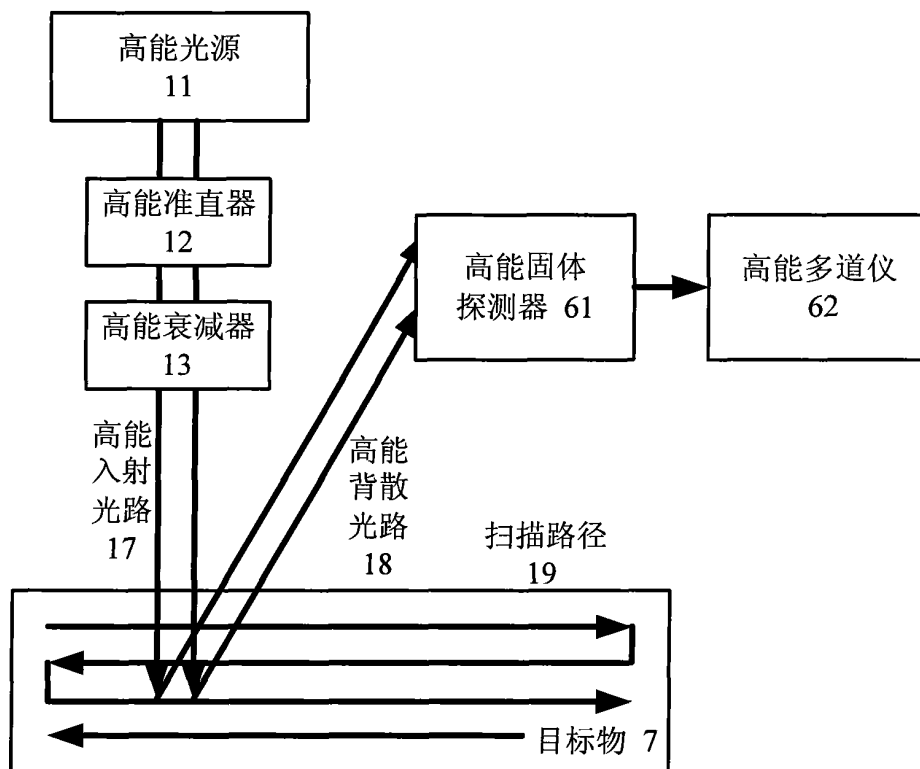 高能光源
11
高能准直器
12
高能衰减器
13
高能固体
探测器 61
高能多道仪
62
高能
入射
光路
17
高能
背散
光路
18
扫描路径
19
目标物 7